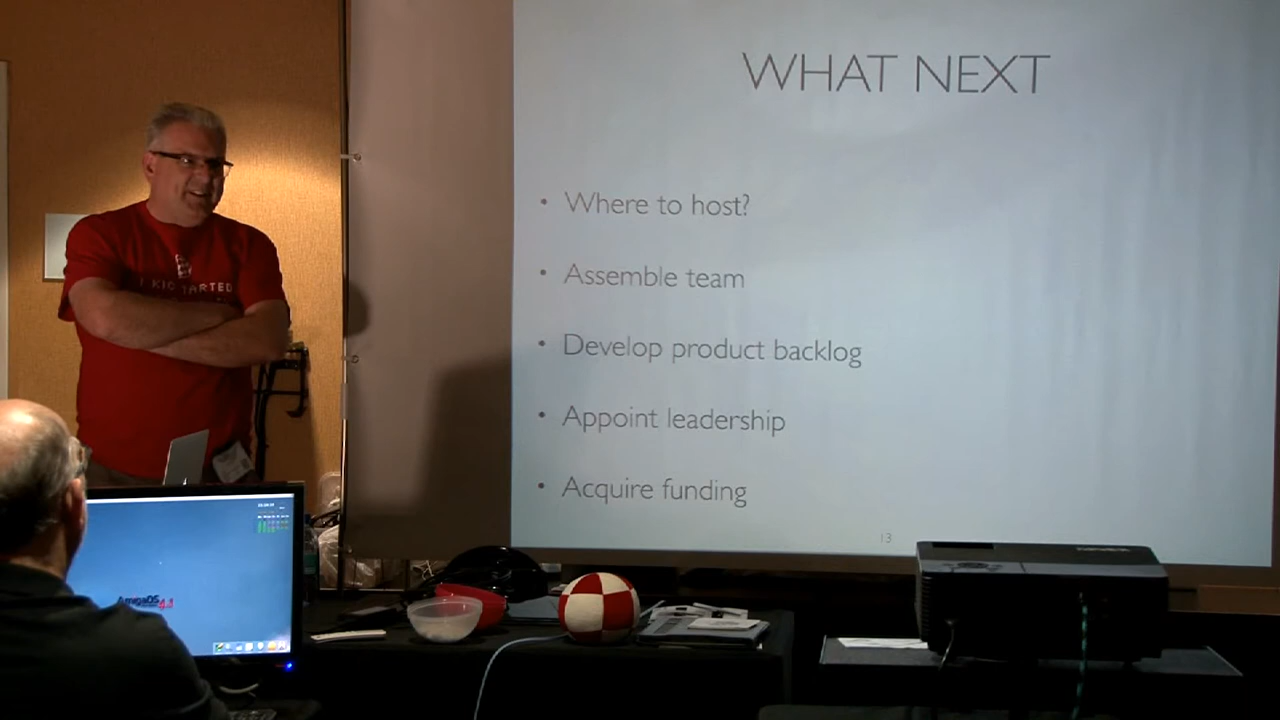 WHAT NEXT
• Where to host?
• Assemble team
• Develop product backlog
• Appoint leadership
• Acquire funding
13
AmigaOS 4.1